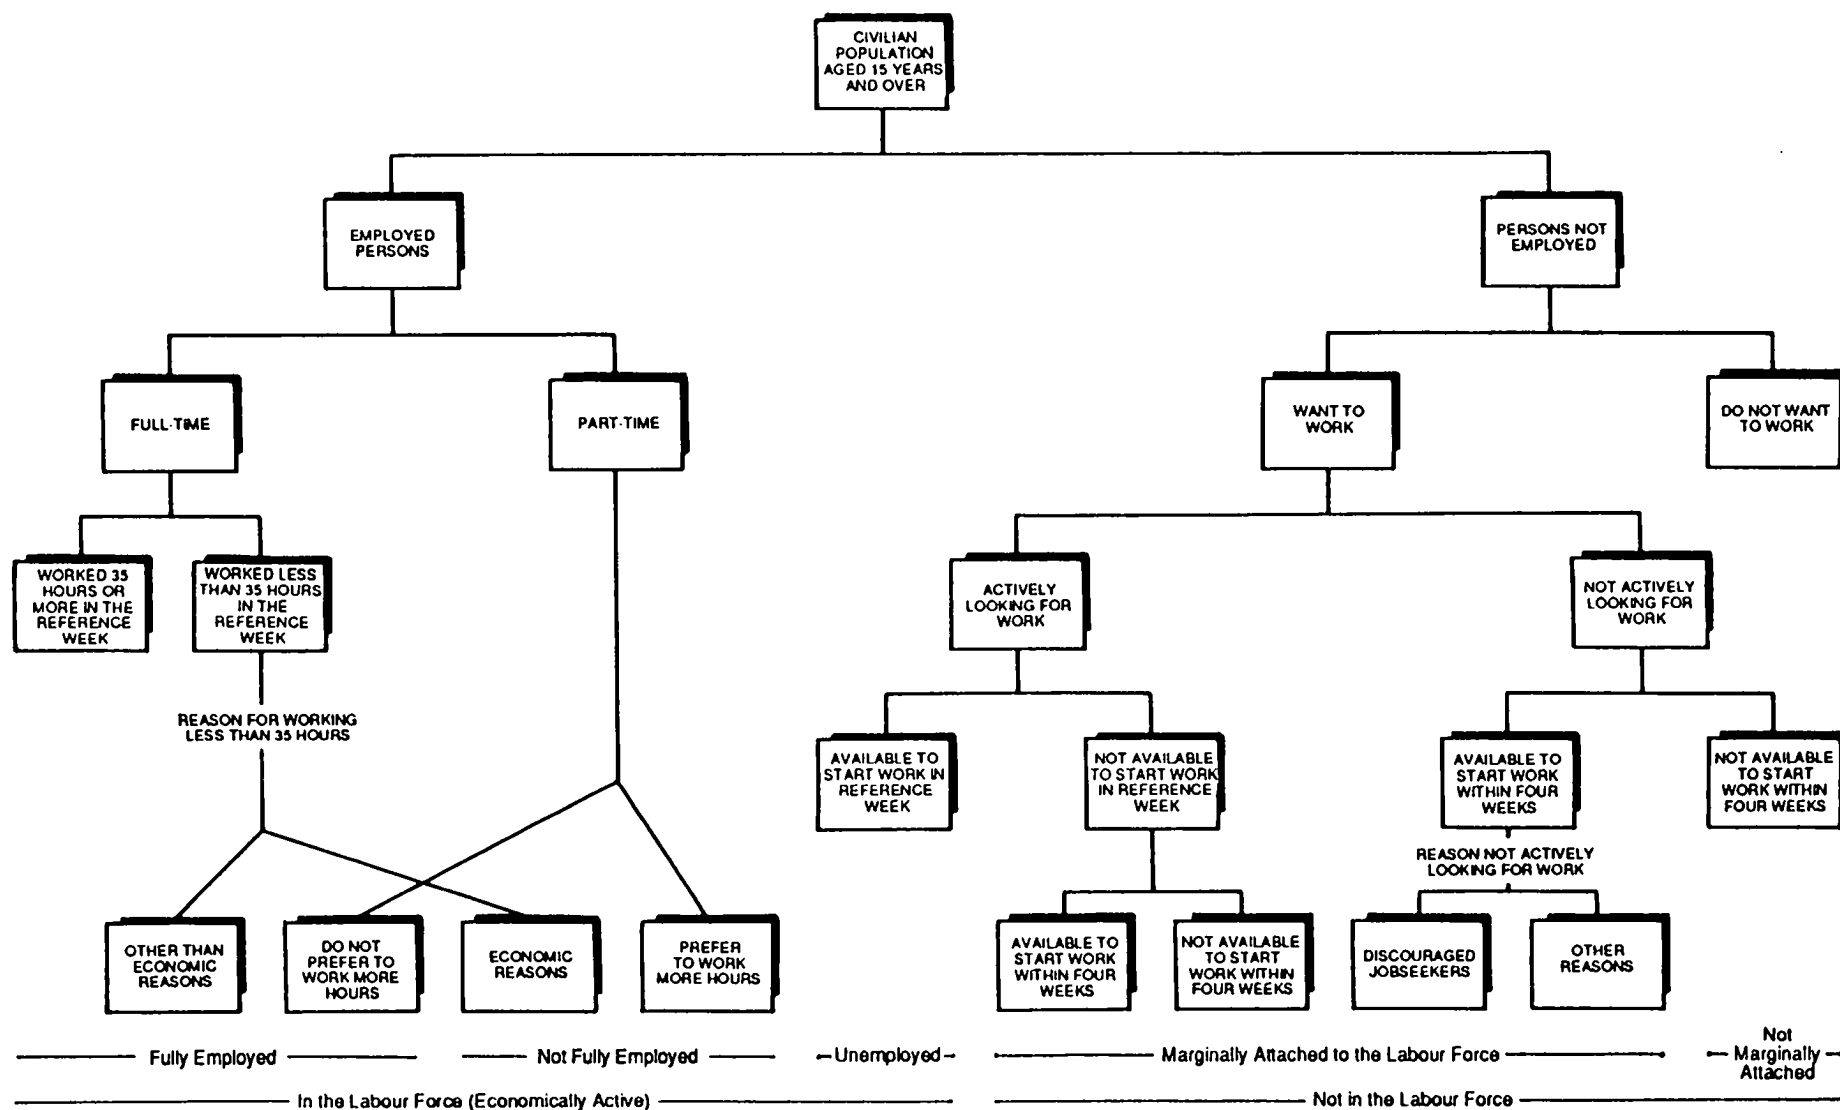 CIVILIAN
POPULATION
AGED 15 YEARS
AND OVER
EMPLOYED
PERSONS
PERSONS NOT
EMPLOYED
FULL-TIME
PART-TIME
WANT TO
WORK
DO NOT WANT
TO WORK
WORKED 35
HOURS OR
MORE IN THE
REFERENCE
WEEK
WORKED LESS
THAN 35 HOURS
IN THE
REFERENCE
WEEK
ACTIVELY
LOOKING FOR
WORK
NOT ACTIVELY
LOOKING FOR
WORK
REASON FOR WORKING
LESS THAN 35 HOURS
AVAILABLE TO
START WORK IN
REFERENCE
WEEK
NOT AVAILABLE
TO START WORK
IN REFERENCE
WEEK
AVAILABLE TO
START WORK
WITHIN FOUR
WEEKS
NOT AVAILABLE
TO START
WORK WITHIN
FOUR WEEKS
REASON NOT ACTIVELY
LOOKING FOR WORK
OTHER THAN
ECONOMIC
REASONS
DO NOT
PREFER TO
WORK MORE
HOURS
ECONOMIC
REASONS
PREFER
TO WORK
MORE HOURS
AVAILABLE TO
START WORK
WITHIN FOUR
WEEKS
NOT AVAILABLE
TO START
WORK WITHIN
FOUR WEEKS
DISCOURAGED
JOBSEEKERS
OTHER
REASONS
Fully Employed
Not Fully Employed
Unemployed
Marginally Attached to the Labour Force
Not
Marginally
Attached
In the Labour Force (Economically Active)
Not in the Labour Force